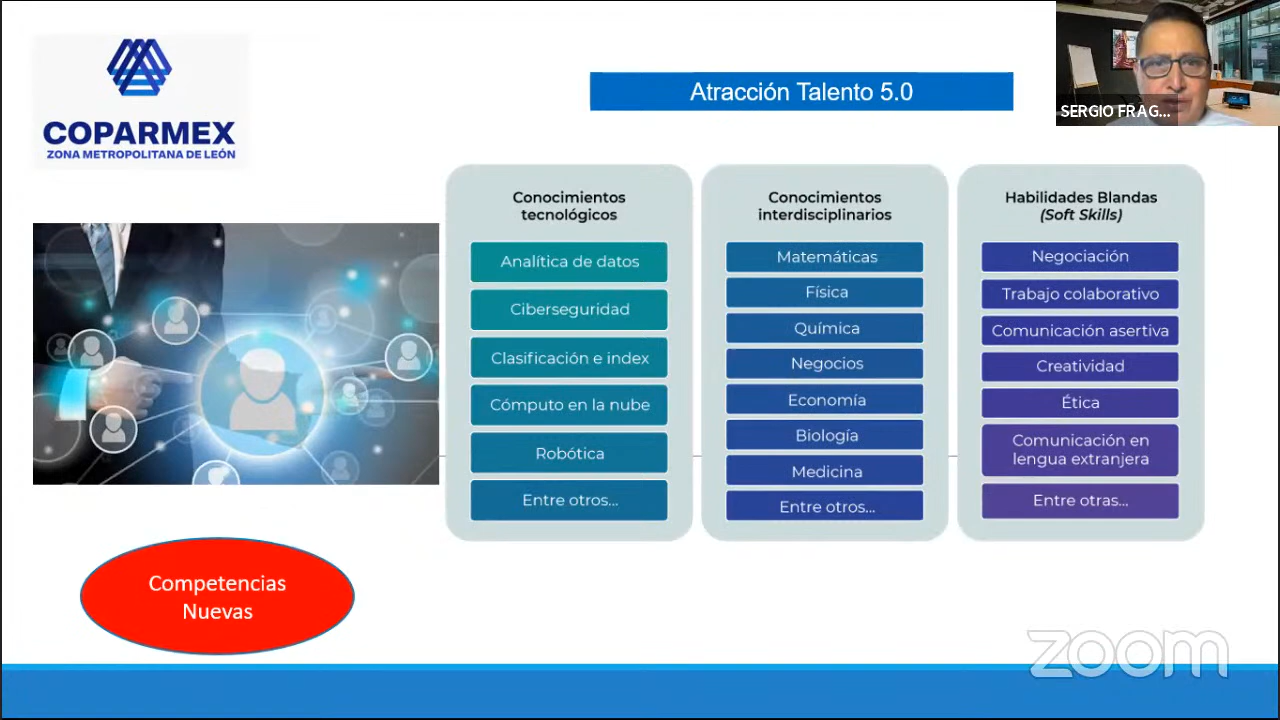 COPARMEX
ZONA METROPOLITANA DE LEÓN
Atracción Talento 5.0
SERGIO FRAG...
Conocimientos
tecnológicos
Analítica de datos
Ciberseguridad
Clasificación e index
Cómputo en la nube
Robótica
Entre otros...
Conocimientos
interdisciplinarios
Matemáticas
Física
Química
Negocios
Economía
Biología
Medicina
Entre otros...
Habilidades Blandas
(Soft Skills)
Negociación
Trabajo colaborativo
Comunicación asertiva
Creatividad
Ética
Comunicación en
lengua extranjera
Entre otras...
Competencias
Nuevas
zoom